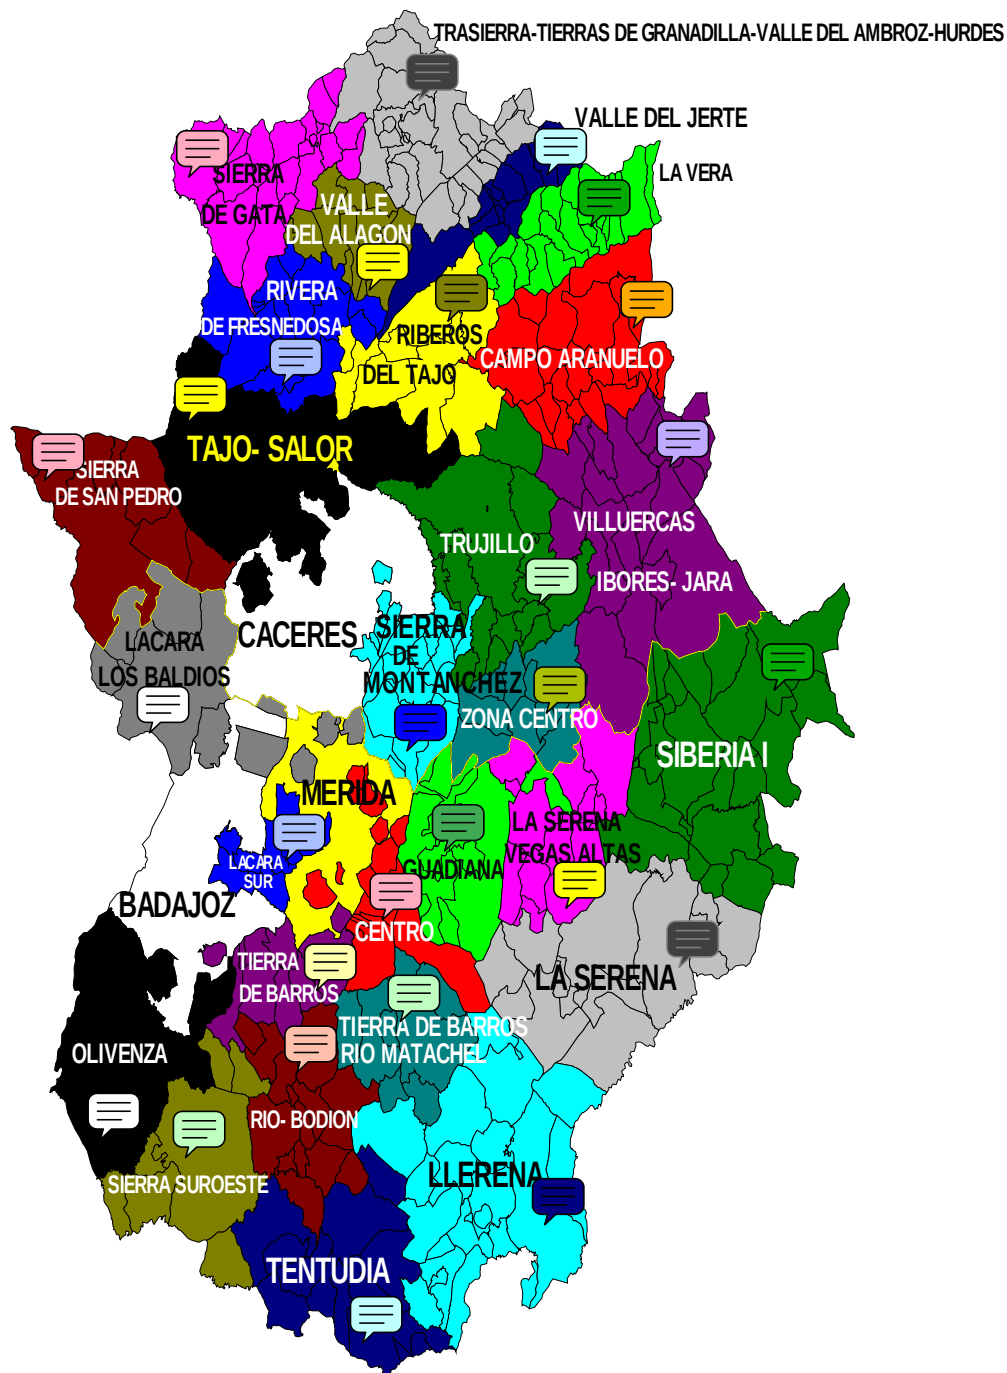 TRASIERRA-TIERRAS DE GRANADILLA-VALLE DEL AMBROZ-HURDES
VALLE DEL JERTE
LA VERA
SIERRA
DE GATA
VALLE
DEL ALAGON
RIVERA
DE FRESNEDOSA
RIBEROS
DEL TAJO
CAMPO ARANUELO
TAJO- SALOR
SIERRA
DE SAN PEDRO
TRUJILLO
VILLUERCAS
IBORES- JARA
LACARA
LOS BALDIOS
CACERES
SIERRA
DE
MONTANCHEZ
ZONA CENTRO
SIBERIA I
MERIDA
LACARA
SUR
GUADIANA
LA SERENA
VEGAS ALTAS
BADAJOZ
CENTRO
TIERRA
DE BARROS
LA SERENA
TIERRA DE BARROS
RIO MATACHEL
OLIVENZA
RIO- BODION
SIERRA SUROESTE
LLERENA
TENTUDIA